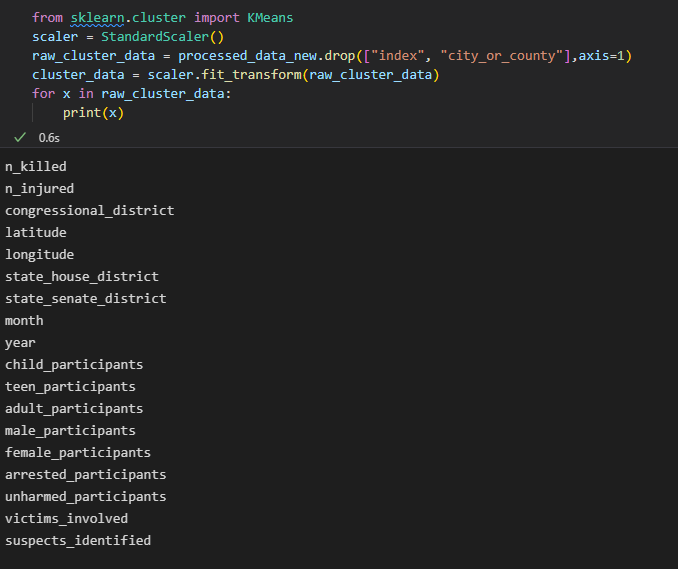 from sklearn.cluster import KMeans
scaler = StandardScaler()
raw_cluster_data = processed_data_new.drop(["index", "city_or_county"],axis=1)
cluster_data = scaler.fit_transform(raw_cluster_data)
for x in raw_cluster_data:
    print(x)
0.6s
n_killed
n_injured
congressional_district
latitude
longitude
state_house_district
state_senate_district
month
year
child_participants
teen_participants
adult_participants
male_participants
female_participants
arrested_participants
unharmed_participants
victims_involved
suspects_identified